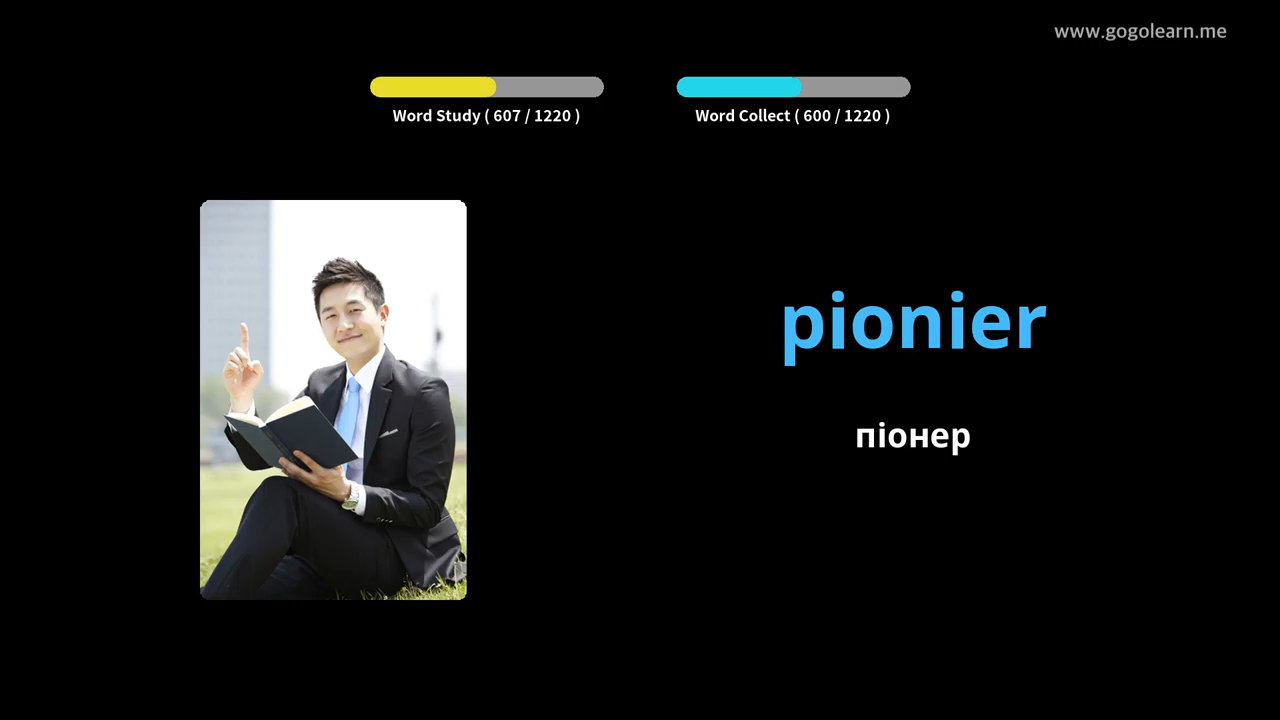 www.gogolearn.me
Word Study ( 607 / 1220 )
Word Collect ( 600 / 1220 )
pionier
піонер